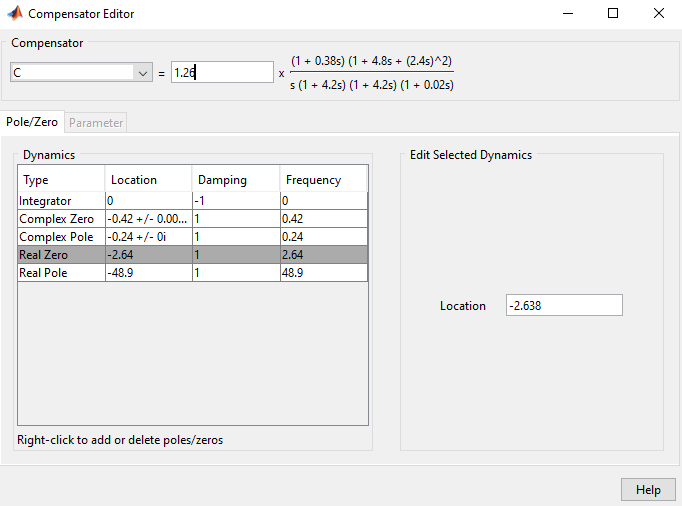 Compensator Editor
Compensator
C = 1.26 x (1 + 0.38s) (1 + 4.8s + (2.4s)^2)
s (1 + 4.2s) (1 + 4.2s) (1 + 0.02s)
Pole/Zero Parameter
Dynamics
Type Location Damping Frequency
Integrator 0 -1 0
Complex Zero -0.42 +/- 0.00... 1 0.42
Complex Pole -0.24 +/- 0i 1 0.24
Real Zero -2.64 1 2.64
Real Pole -48.9 1 48.9
Right-click to add or delete poles/zeros
Edit Selected Dynamics
Location -2.638
Help